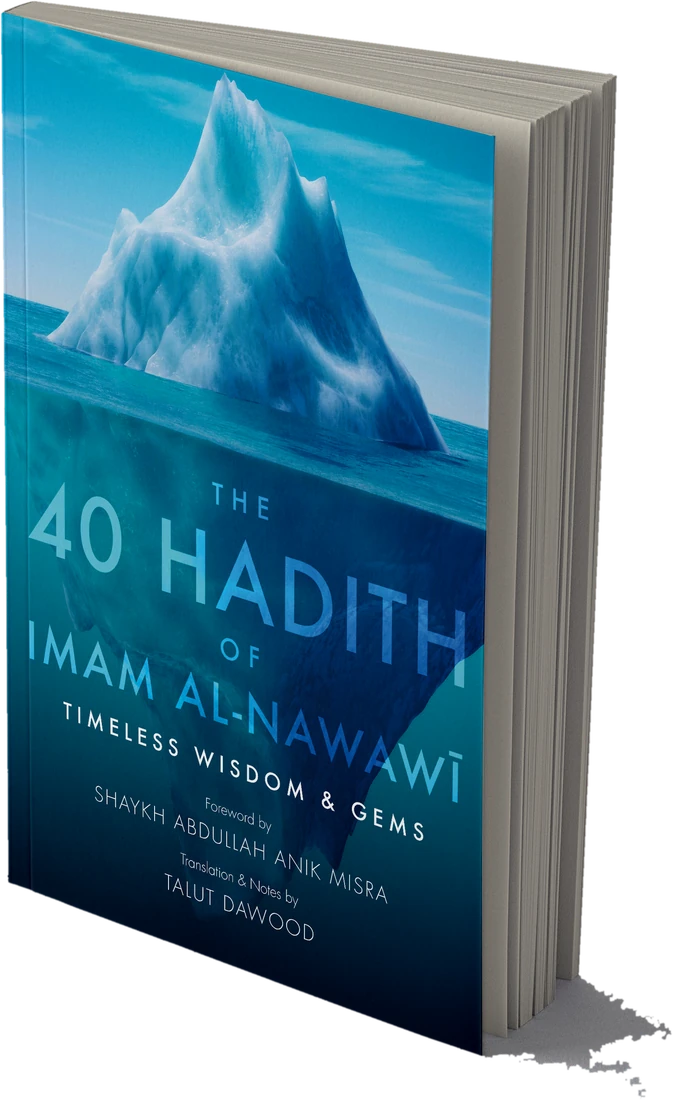 THE
40 HADITH
OF
IMAM AL-NAWAWĪ
TIMELESS WISDOM & GEMS
Foreword by
SHAYKH ABDULLAH ANIK MISRA
Translation & Notes by
TALUT DAWOOD